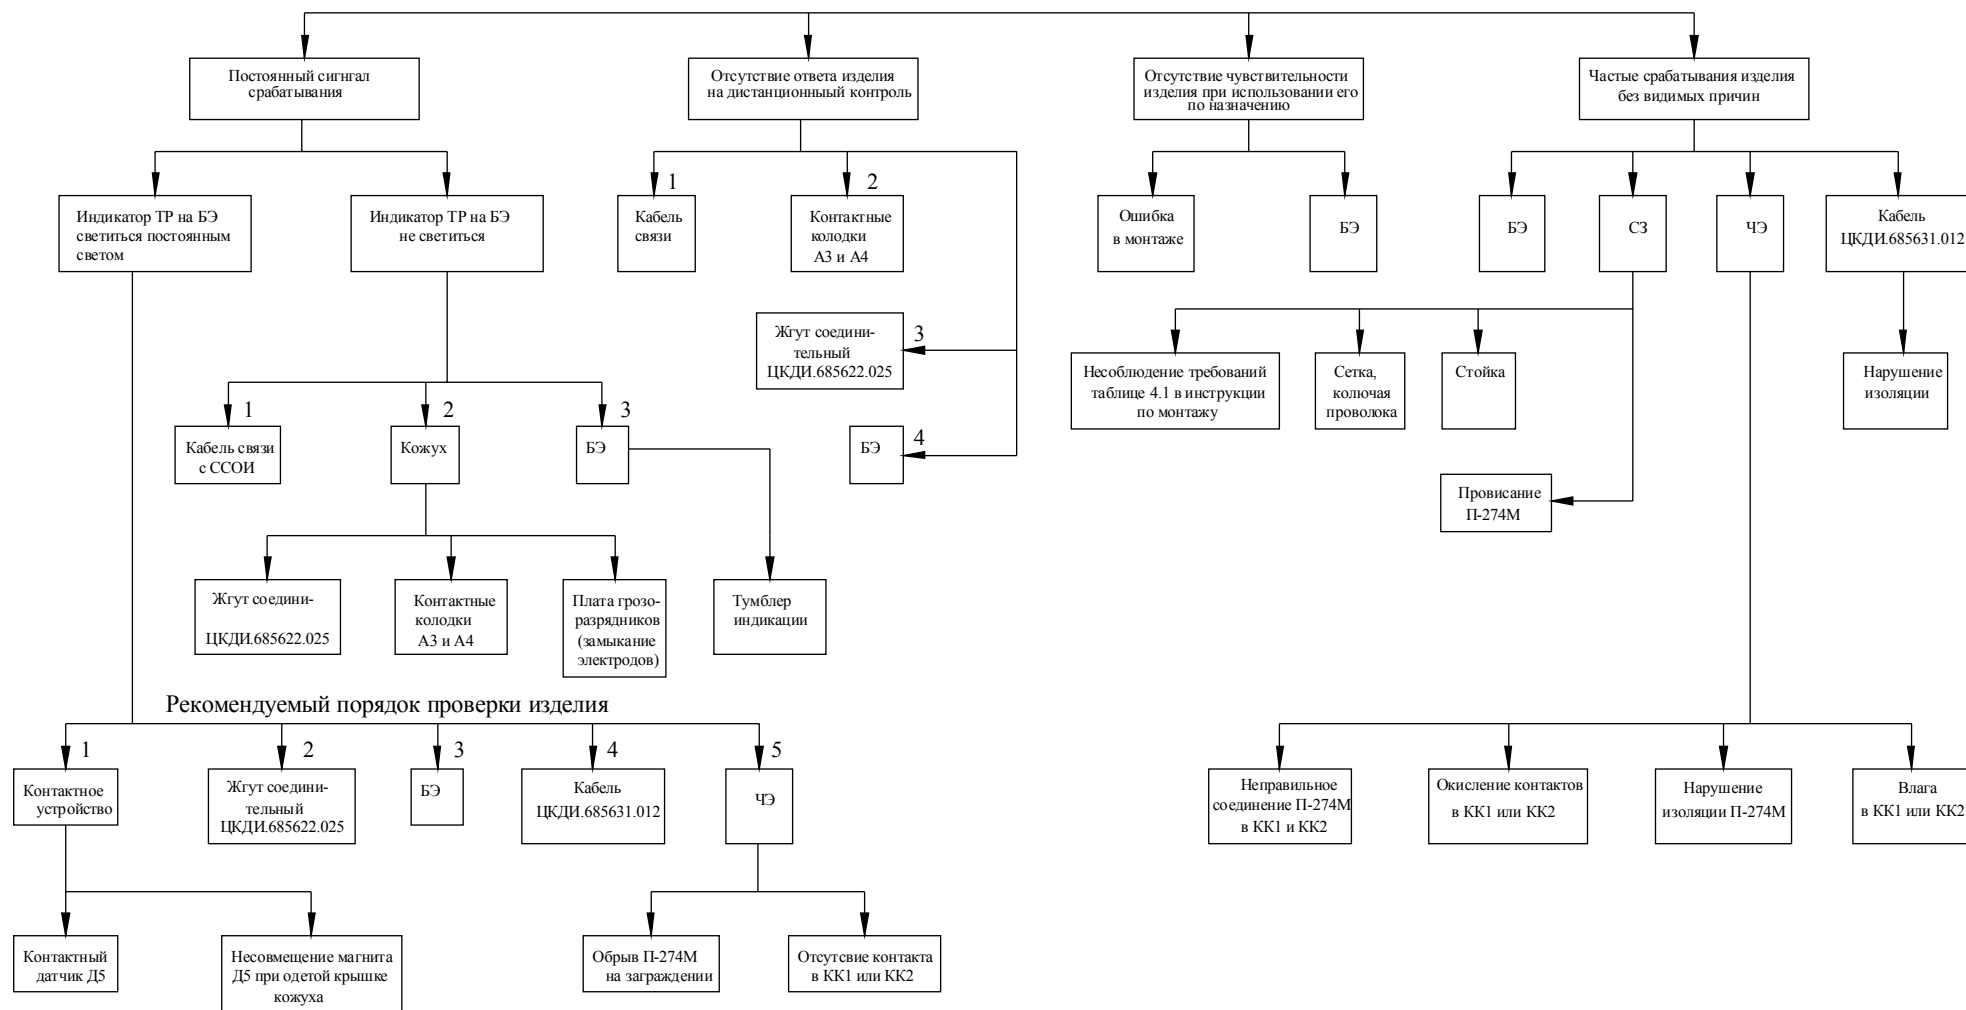 Постоянный сигнгал
срабатывания
Отсутствие ответа изделия
на дистанционныый контроль
Отсутствие чувствительности
изделия при использовании его
по назначению
Частые срабатывания изделия
без видимых причин
Индикатор ТР на БЭ
светиться постоянным
светом
Индикатор ТР на БЭ
не светиться
1
Кабель
связи
2
Контактные
колодки
А3 и А4
Ошибка
в монтаже
БЭ
БЭ
СЗ
ЧЭ
Кабель
ЦКДИ.685631.012
3
Жгут соедини-
тельный
ЦКДИ.685622.025
Несоблюдение требований
таблице 4.1 в инструкции
по монтажу
Сетка,
колючая
проволока
Стойка
Нарушение
изоляции
1
Кабель связи
с ССОИ
2
Кожух
3
БЭ
4
БЭ
Провисание
П-274М
Жгут соедини-
ЦКДИ.685622.025
Контактные
колодки
А3 и А4
Плата грозо-
разрядников
(замыкание
электродов)
Тумблер
индикации
Рекомендуемый порядок проверки изделия
1
Контактное
устройство
2
Жгут соедини-
тельный
ЦКДИ.685622.025
3
БЭ
4
Кабель
ЦКДИ.685631.012
5
ЧЭ
Неправильное
соединение П-274М
в КК1 и КК2
Окисление контактов
в КК1 или КК2
Нарушение
изоляции П-274М
Влага
в КК1 или КК2
Контактный
датчик Д5
Несовмещение магнита
Д5 при одетой крышке
кожуха
Обрыв П-274М
на заграждении
Отсутсвие контакта
в КК1 или КК2